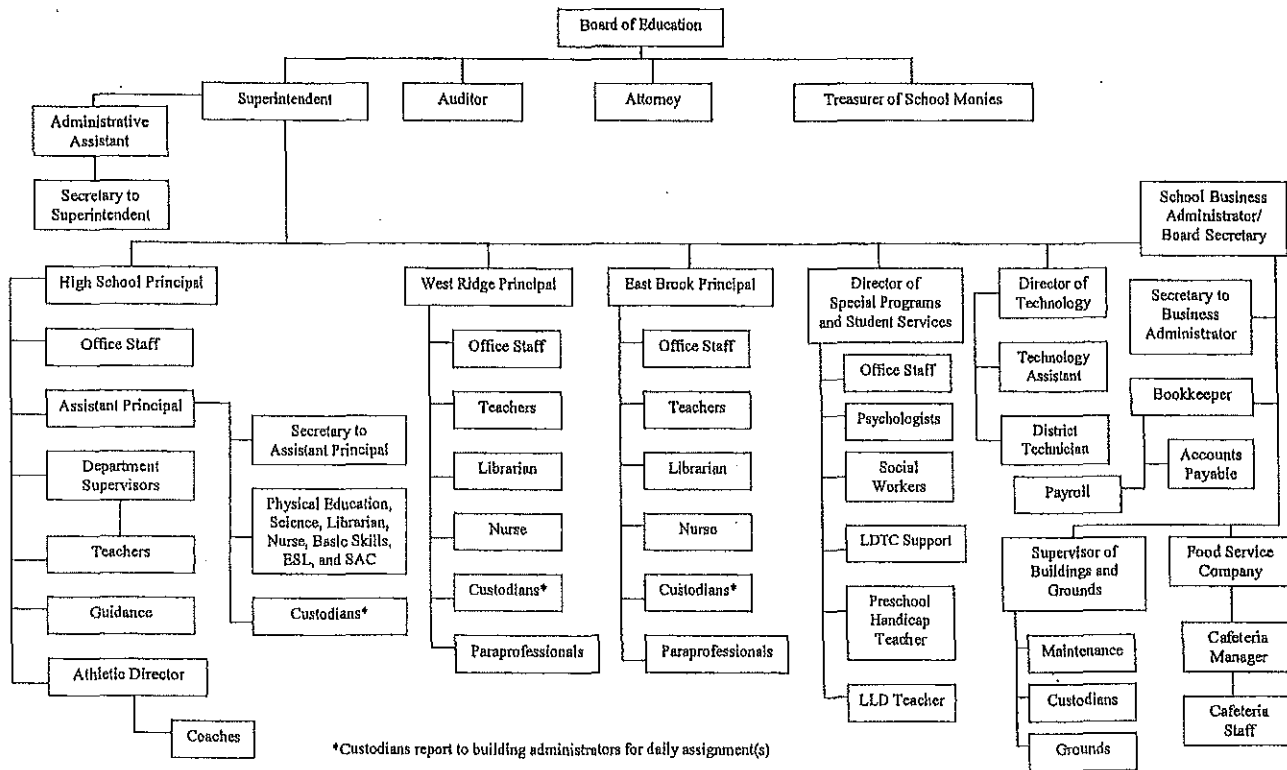 Board of Education
Superintendent
Auditor
Attorney
Treasurer of School Monies
Administrative
Assistant
Secretary to
Superintendent
School Business
Administrator/
Board Secretary
High School Principal
West Ridge Principal
East Brook Principal
Director of
Special Programs
and Student Services
Director of
Technology
Secretary to
Business
Administrator
Office Staff
Assistant Principal
Secretary to
Assistant Principal
Department
Supervisors
Physical Education,
Science, Librarian,
Nurse, Basic Skills,
ESL, and SAC
Teachers
Guidance
Custodians*
Athletic Director
Coaches
Office Staff
Teachers
Librarian
Nurse
Custodians*
Paraprofessionals
Office Staff
Teachers
Librarian
Nurse
Custodians*
Paraprofessionals
Office Staff
Psychologists
Social
Workers
LDTC Support
Preschool
Handicap
Teacher
LLD Teacher
Technology
Assistant
District
Technician
Bookkeeper
Accounts
Payable
Payroll
Supervisor of
Buildings and
Grounds
Food Service
Company
Maintenance
Custodians
Grounds
Cafeteria
Manager
Cafeteria
Staff
*Custodians report to building administrators for daily assignment(s)